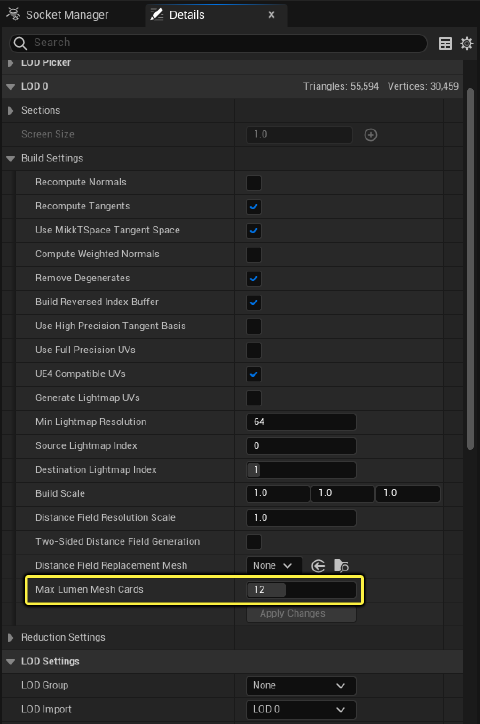 Socket Manager Details x
Search
LOD Picker
LOD 0 Triangles: 55,594 Vertices: 30,459
Sections
Screen Size 1.0
Build Settings
Recompute Normals
Recompute Tangents
Use MikkTSpace Tangent Space
Compute Weighted Normals
Remove Degenerates
Build Reversed Index Buffer
Use High Precision Tangent Basis
Use Full Precision UVs
UE4 Compatible UVs
Generate Lightmap UVs
Min Lightmap Resolution 64
Source Lightmap Index 0
Destination Lightmap Index 1
Build Scale 1.0 1.0 1.0
Distance Field Resolution Scale 1.0
Two-Sided Distance Field Generation
Distance Field Replacement Mesh None
Max Lumen Mesh Cards 12
Apply Changes
Reduction Settings
LOD Settings
LOD Group None
LOD Import LOD 0